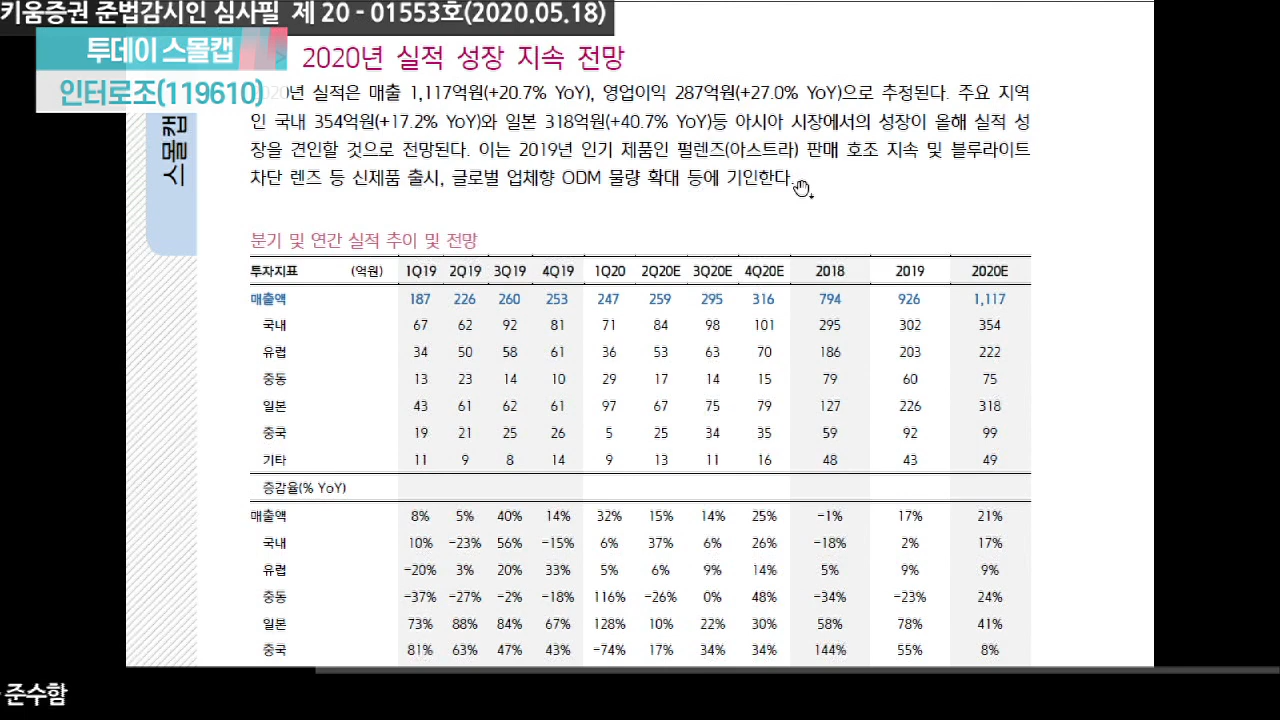 키움증권 준법감시인 심사필 제 20 - 01553호(2020.05.18)
투데이 스몰캡
인터로조(119610)
스몰캡
> 2020년 실적 성장 지속 전망
20년 실적은 매출 1,117억원(+20.7% YoY), 영업이익 287억원(+27.0% YoY)으로 추정된다. 주요 지역
인 국내 354억원(+17.2% YoY)와 일본 318억원(+40.7% YoY)등 아시아 시장에서의 성장이 올해 실적 성
장을 견인할 것으로 전망된다. 이는 2019년 인기 제품인 펄렌즈(아스트라) 판매 호조 지속 및 블루라이트
차단 렌즈 등 신제품 출시, 글로벌 업체향 ODM 물량 확대 등에 기인한다.
분기 및 연간 실적 추이 및 전망
투자지표 (억원) 1Q19 2Q19 3Q19 4Q19 1Q20 2Q20E 3Q20E 4Q20E 2018 2019 2020E
매출액 187 226 260 253 247 259 295 316 794 926 1,117
국내 67 62 92 81 71 84 98 101 295 302 354
유럽 34 50 58 61 36 53 63 70 186 203 222
중동 13 23 14 10 29 17 14 15 79 60 75
일본 43 61 62 61 97 67 75 79 127 226 318
중국 19 21 25 26 5 25 34 35 59 92 99
기타 11 9 8 14 9 13 11 16 48 43 49
증감율(% YoY)
매출액 8% 5% 40% 14% 32% 15% 14% 25% -1% 17% 21%
국내 10% -23% 56% -15% 6% 37% 6% 26% -18% 2% 17%
유럽 -20% 3% 20% 33% 5% 6% 9% 14% 5% 9% 9%
중동 -37% -27% -2% -18% 116% -26% 0% 48% -34% -23% 24%
일본 73% 88% 84% 67% 128% 10% 22% 30% 58% 78% 41%
중국 81% 63% 47% 43% -74% 17% 34% 34% 144% 55% 8%
준수함